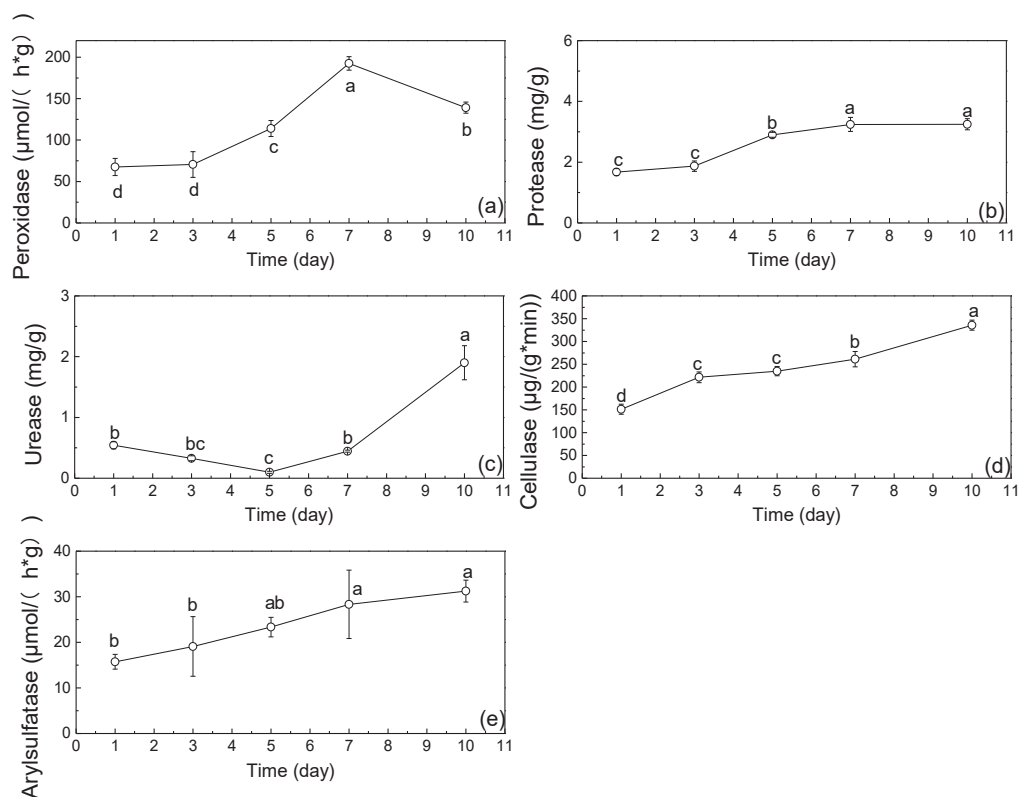 Peroxidase (μmol/( h*g) )
200
150
100
50
0
d
d
c
a
b
(a)
0 1 2 3 4 5 6 7 8 9 10 11
Time (day)
Protease (mg/g)
6
4
2
0
c
c
b
a
a
(b)
0 1 2 3 4 5 6 7 8 9 10 11
Time (day)
Urease (mg/g)
3
2
1
0
b
bc
c
b
a
(c)
0 1 2 3 4 5 6 7 8 9 10 11
Time (day)
Cellulase (μg/(g*min))
400
350
300
250
200
150
100
50
0
d
c
c
b
a
(d)
0 1 2 3 4 5 6 7 8 9 10 11
Time (day)
Arylsulfatase (μmol/( h*g) )
40
30
20
10
0
b
b
ab
a
a
(e)
0 1 2 3 4 5 6 7 8 9 10 11
Time (day)